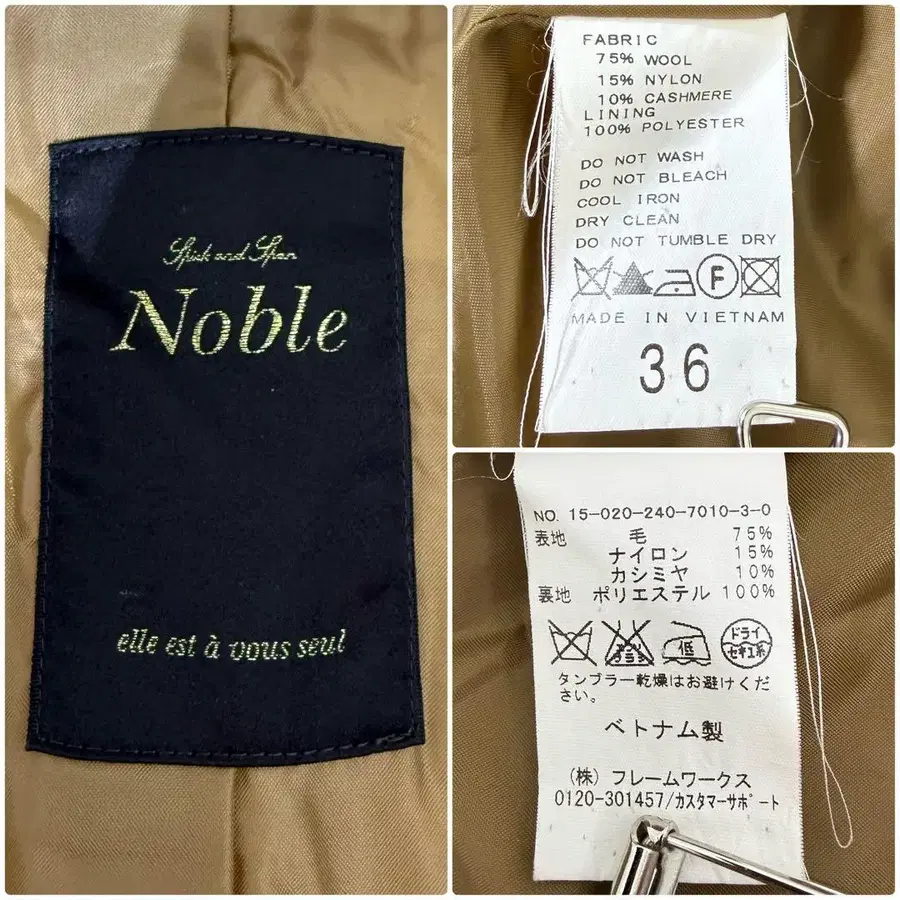 Spick and Span
Noble
elle est à vous seul
FABRIC
75% WOOL
15% NYLON
10% CASHMERE
LINING
100% POLYESTER
DO NOT WASH
DO NOT BLEACH
COOL IRON
DRY CLEAN
DO NOT TUMBLE DRY
F
MADE IN VIETNAM
36
NO. 15-020-240-7010-3-0
表地 毛 75%
ナイロン 15%
カシミヤ 10%
裏地 ポリエステル 100%
エンソサラシ 低 ドライ セキユ系
タンブラー乾燥はお避けくだ
さい。
ベトナム製
(株) フレームワークス
0120-301457/カスタマーサポート